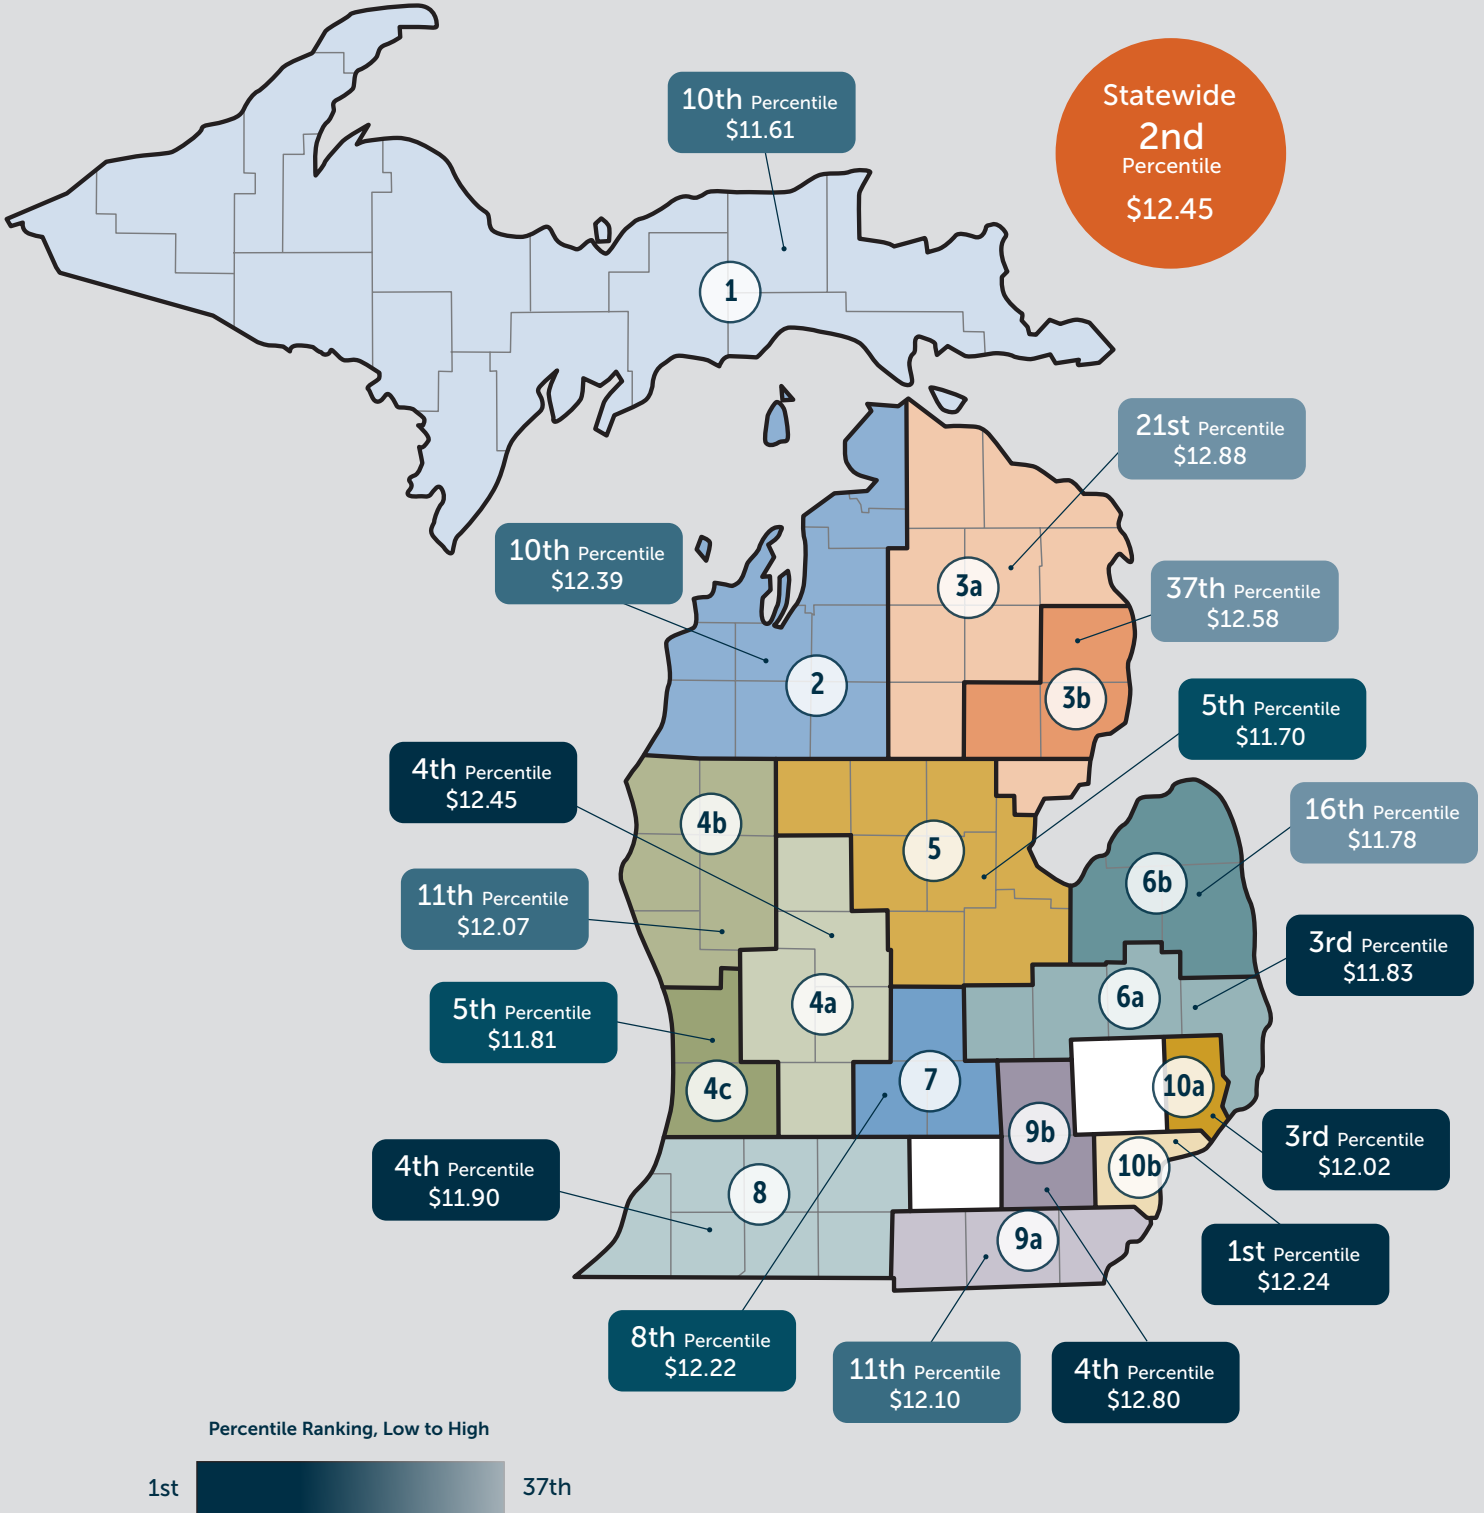 10th Percentile
$11.61
Statewide
2nd
Percentile
$12.45
1
21st Percentile
$12.88
10th Percentile
$12.39
3a
37th Percentile
$12.58
2
3b
5th Percentile
$11.70
4th Percentile
$12.45
4b
5
16th Percentile
$11.78
6b
11th Percentile
$12.07
3rd Percentile
$11.83
5th Percentile
$11.81
4a
6a
4c
7
10a
9b
3rd Percentile
$12.02
4th Percentile
$11.90
8
10b
9a
1st Percentile
$12.24
8th Percentile
$12.22
11th Percentile
$12.10
4th Percentile
$12.80
Percentile Ranking, Low to High
1st
37th